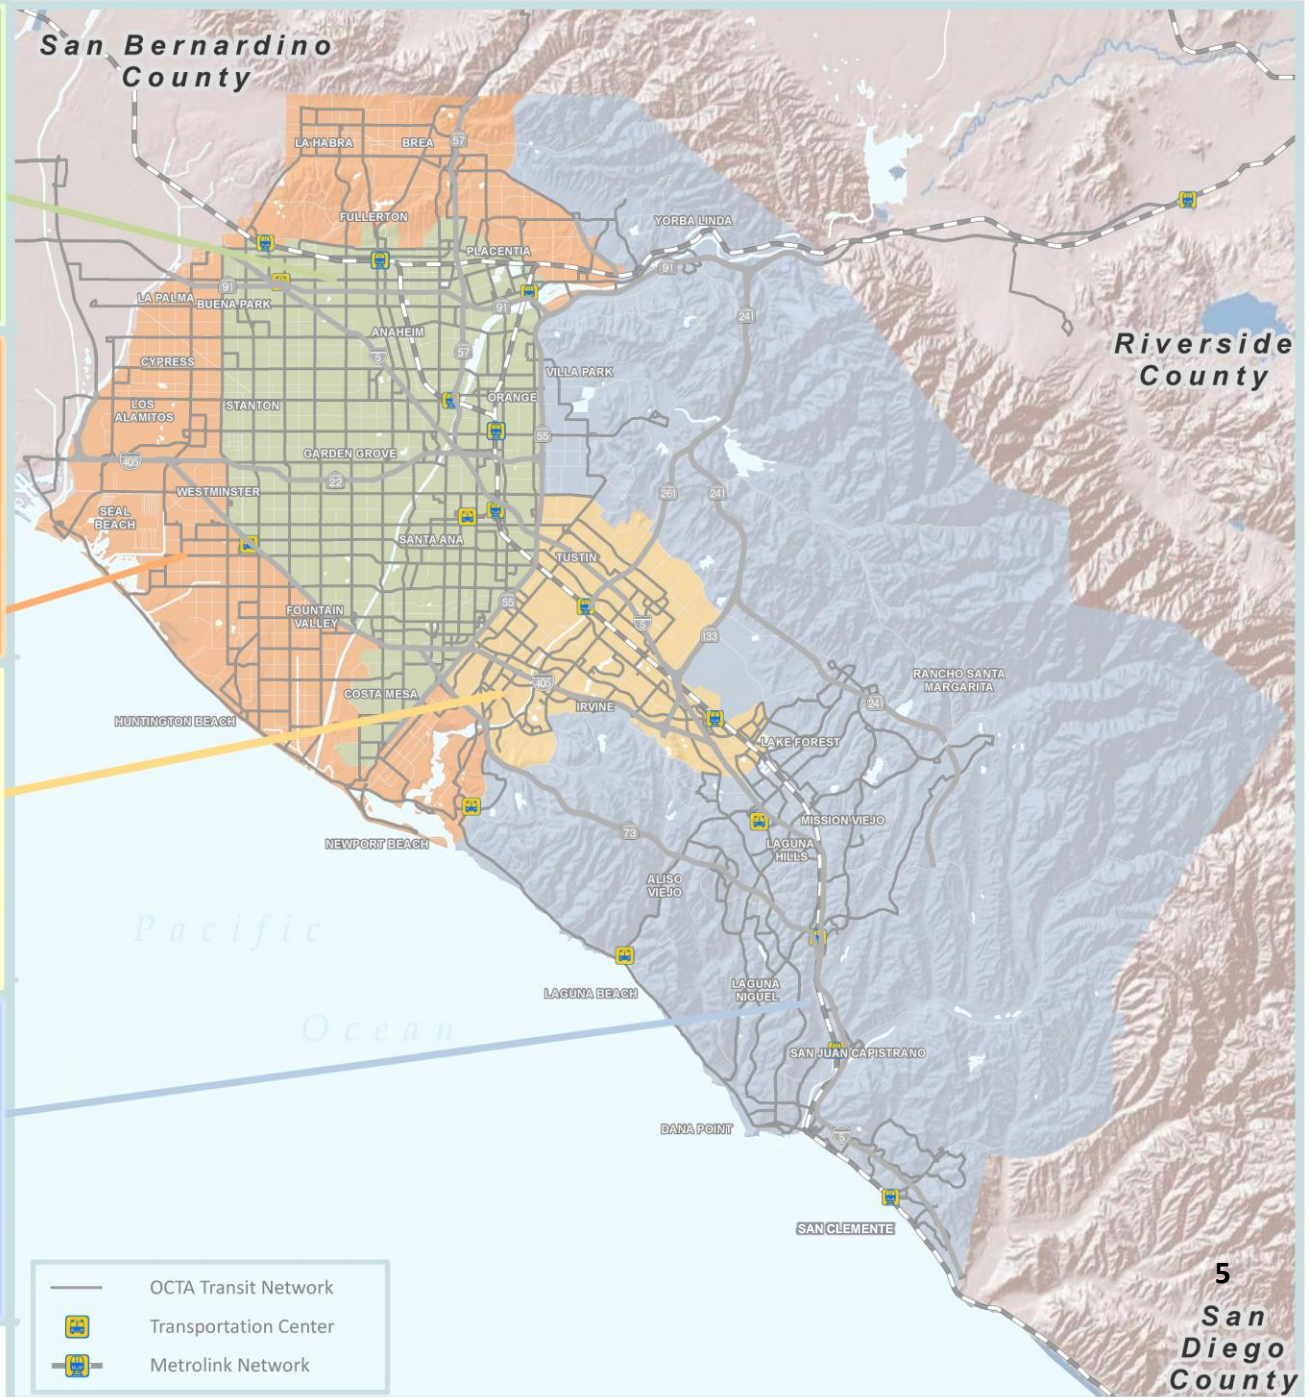 San Bernardino
County
LA HABRA
BREA
57
FULLERTON
YORBA LINDA
PLACENTIA
91
91
LA PALMA
BUENA PARK
91
241
ANAHEIM
Riverside
County
5
57
CYPRESS
VILLA PARK
LOS
ALAMITOS
STANTON
ORANGE
55
GARDEN GROVE
405
22
WESTMINSTER
261
241
SEAL
BEACH
SANTA ANA
TUSTIN
55
FOUNTAIN
VALLEY
5
133
RANCHO SANTA
MARGARITA
405
COSTA MESA
241
IRVINE
HUNTINGTON BEACH
LAKE FOREST
MISSION VIEJO
73
NEWPORT BEACH
LAGUNA
HILLS
ALISO
VIEJO
Pacific
LAGUNA
NIGUEL
LAGUNA BEACH
Ocean
SAN JUAN CAPISTRANO
DANA POINT
5
SAN CLEMENTE
5
San
Diego
County
OCTA Transit Network
Transportation Center
Metrolink Network